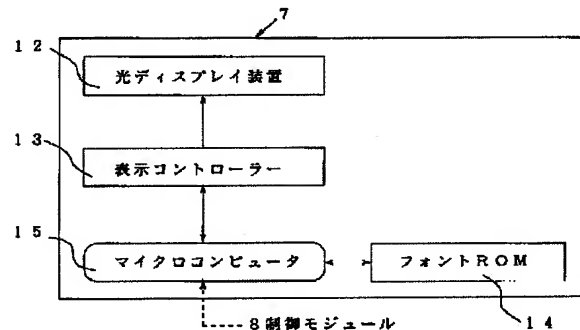 7
12
光ディスプレイ装置
13
表示コントローラー
15
マイクロコンピュータ
フォントROM
8制御モジュール
14